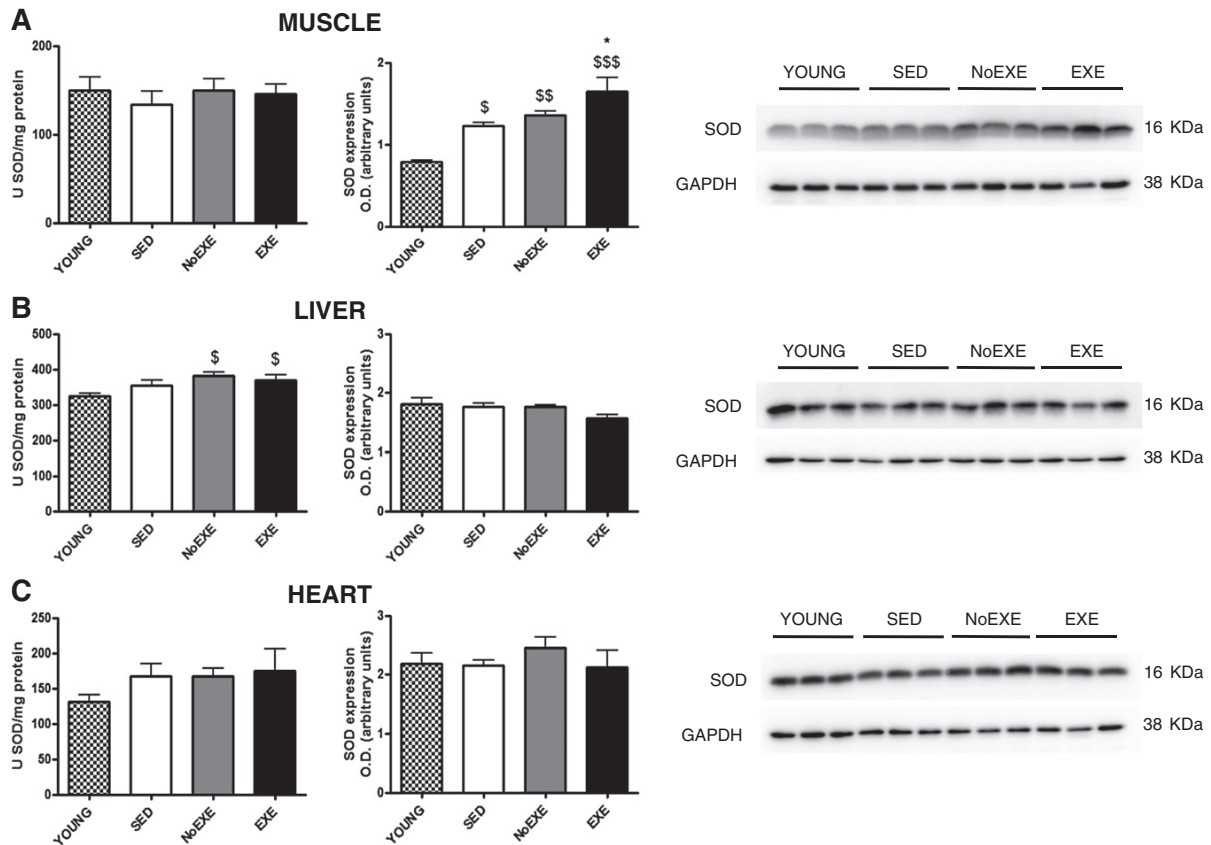 A
MUSCLE
U SOD/mg protein
200
100
0
YOUNG
SED
NoEXE
EXE
SOD expression
O.D. (arbitrary units)
2
1
0
$
$$
*
$$$
YOUNG
SED
NoEXE
EXE
YOUNG SED NoEXE EXE
SOD 16 KDa
GAPDH 38 KDa
B
LIVER
U SOD/mg protein
500
400
300
200
100
0
$ $
YOUNG
SED
NoEXE
EXE
SOD expression
O.D. (arbitrary units)
3
2
1
0
YOUNG
SED
NoEXE
EXE
YOUNG SED NoEXE EXE
SOD 16 KDa
GAPDH 38 KDa
C
HEART
U SOD/mg protein
250
200
150
100
50
0
YOUNG
SED
NoEXE
EXE
SOD expression
O.D. (arbitrary units)
3
2
1
0
YOUNG
SED
NoEXE
EXE
YOUNG SED NoEXE EXE
SOD 16 KDa
GAPDH 38 KDa